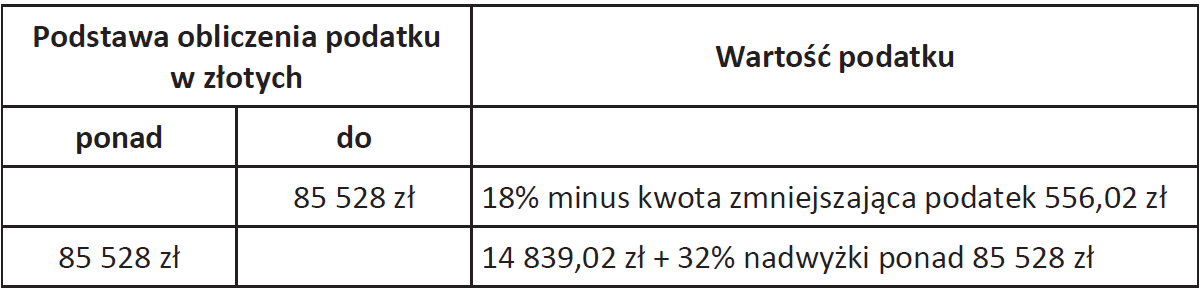 Podstawa obliczenia podatku
w złotych
Wartość podatku
ponad
do
85 528 zł
18% minus kwota zmniejszająca podatek 556,02 zł
85 528 zł
14 839,02 zł + 32% nadwyżki ponad 85 528 zł